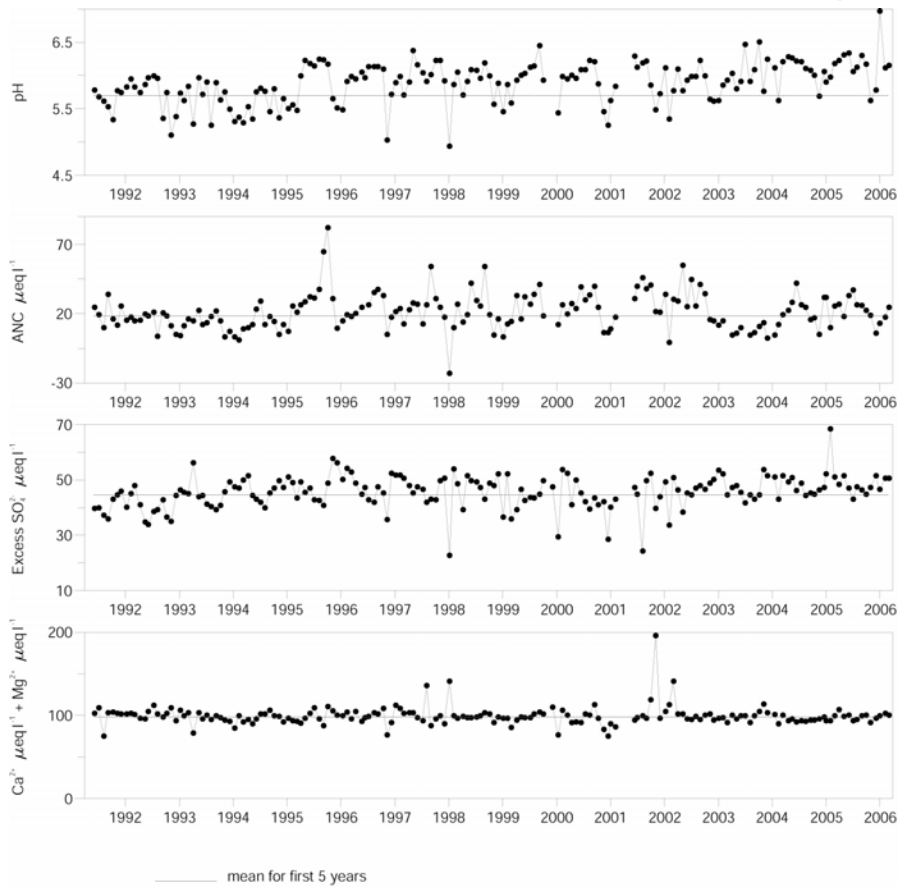 pH
6.5
5.5
4.5
1992 1993 1994 1995 1996 1997 1998 1999 2000 2001 2002 2003 2004 2005 2006
ANC µeq l⁻¹
70
20
-30
1992 1993 1994 1995 1996 1997 1998 1999 2000 2001 2002 2003 2004 2005 2006
Excess SO₄²⁻ µeq l⁻¹
70
50
30
10
1992 1993 1994 1995 1996 1997 1998 1999 2000 2001 2002 2003 2004 2005 2006
Ca²⁺ µeq l⁻¹ + Mg²⁺ µeq l⁻¹
200
100
0
1992 1993 1994 1995 1996 1997 1998 1999 2000 2001 2002 2003 2004 2005 2006
mean for first 5 years